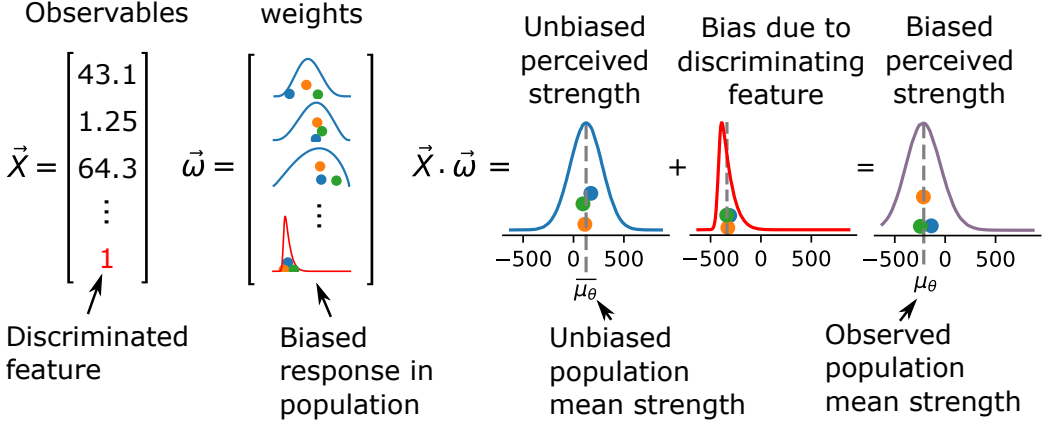 Observables
weights
Unbiased
perceived
strength
Bias due to
discriminating
feature
Biased
perceived
strength
X⃗ =
43.1
1.25
64.3
⋮
1
ω⃗ =
⋮
X⃗ · ω⃗ =
+
=
−500 0 500
−500 0 500
−500 0 500
μ̅θ
μθ
Discriminated
feature
Biased
response in
population
Unbiased
population
mean strength
Observed
population
mean strength